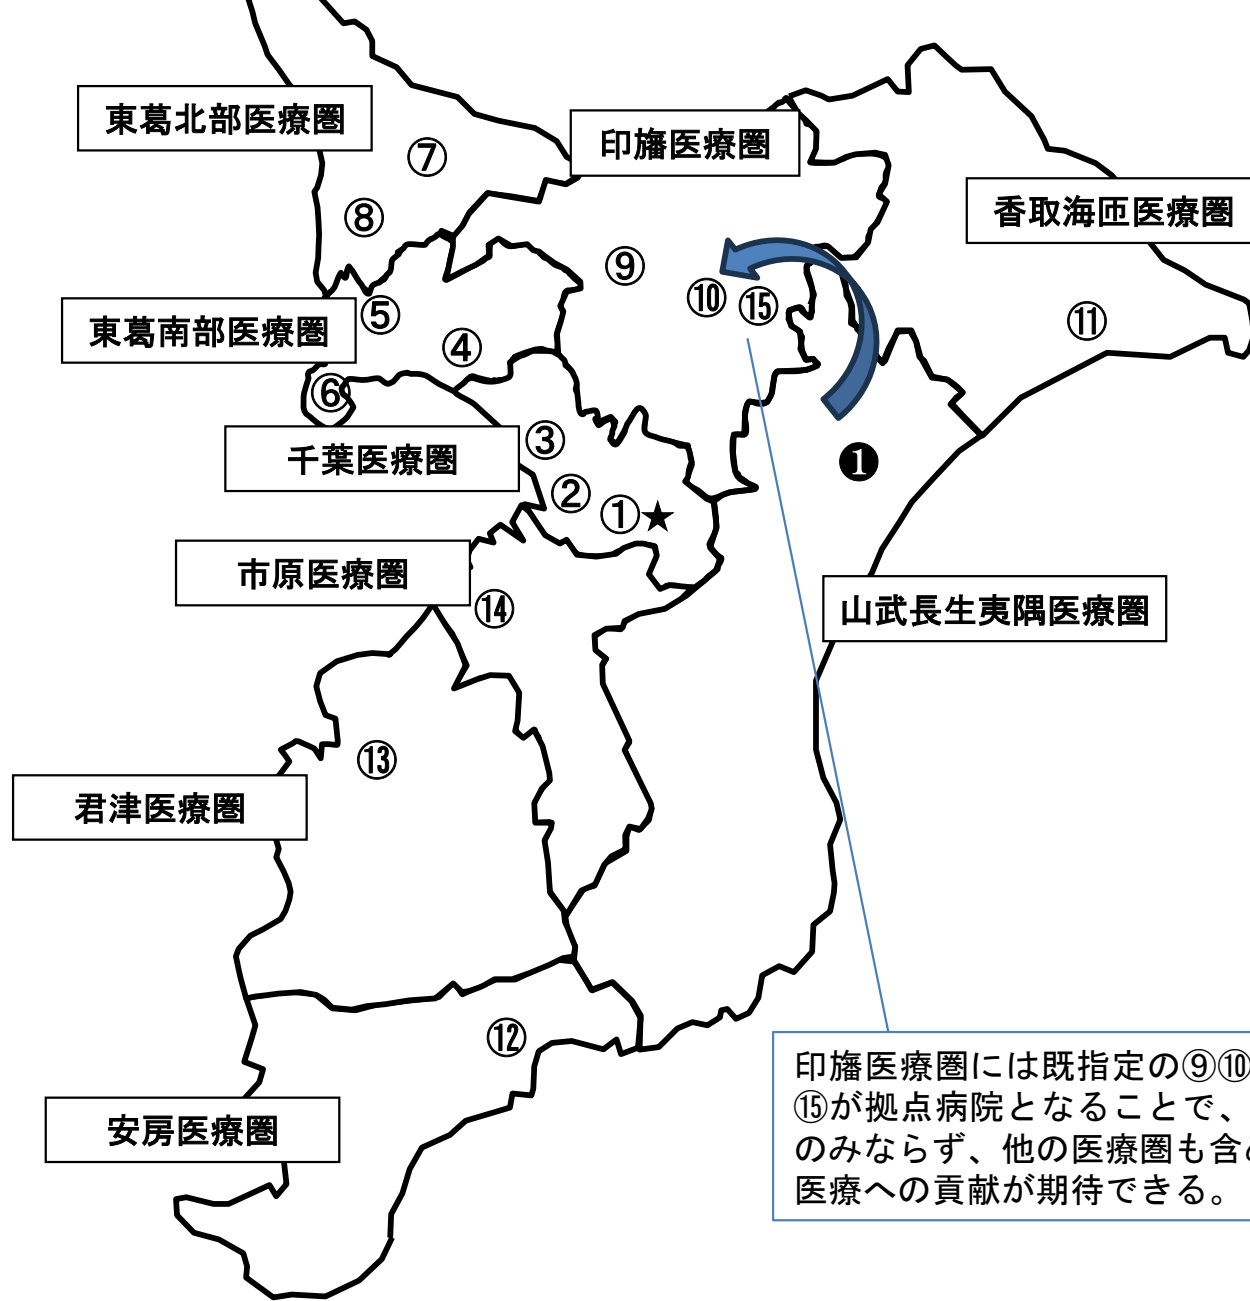 東葛北部医療圏
印旛医療圏
⑦
⑧
香取海匝医療圏
⑨
⑩
⑮
⑤
⑪
東葛南部医療圏
④
⑥
③
千葉医療圏
❶
②
①★
市原医療圏
⑭
山武長生夷隅医療圏
⑬
君津医療圏
⑫
印旛医療圏には既指定の⑨⑩
⑮が拠点病院となることで、
のみならず、他の医療圏も含
医療への貢献が期待できる。
安房医療圏